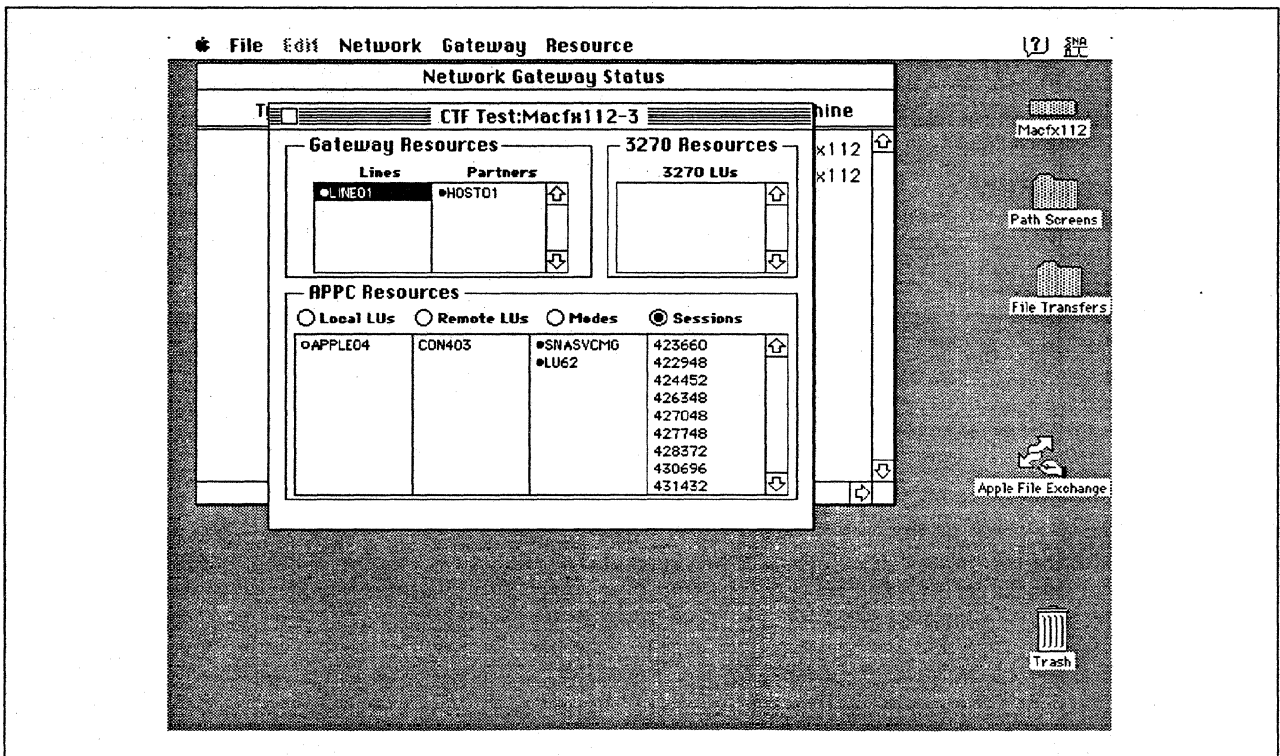 File Edit Network Gateway Resource
SNA
Network Gateway Status
CTF Test:Macfx112-3
Gateway Resources
Lines Partners
LINE01 HOST01
3270 Resources
3270 LUs
x112
x112
APPC Resources
Local LUs Remote LUs Modes Sessions
APPLE04 CON403 SNASVCMG 423660
LU62 422948
424452
426348
427048
427748
428372
430696
431432
Macfx112
Path Screens
File Transfers
Apple File Exchange
Trash